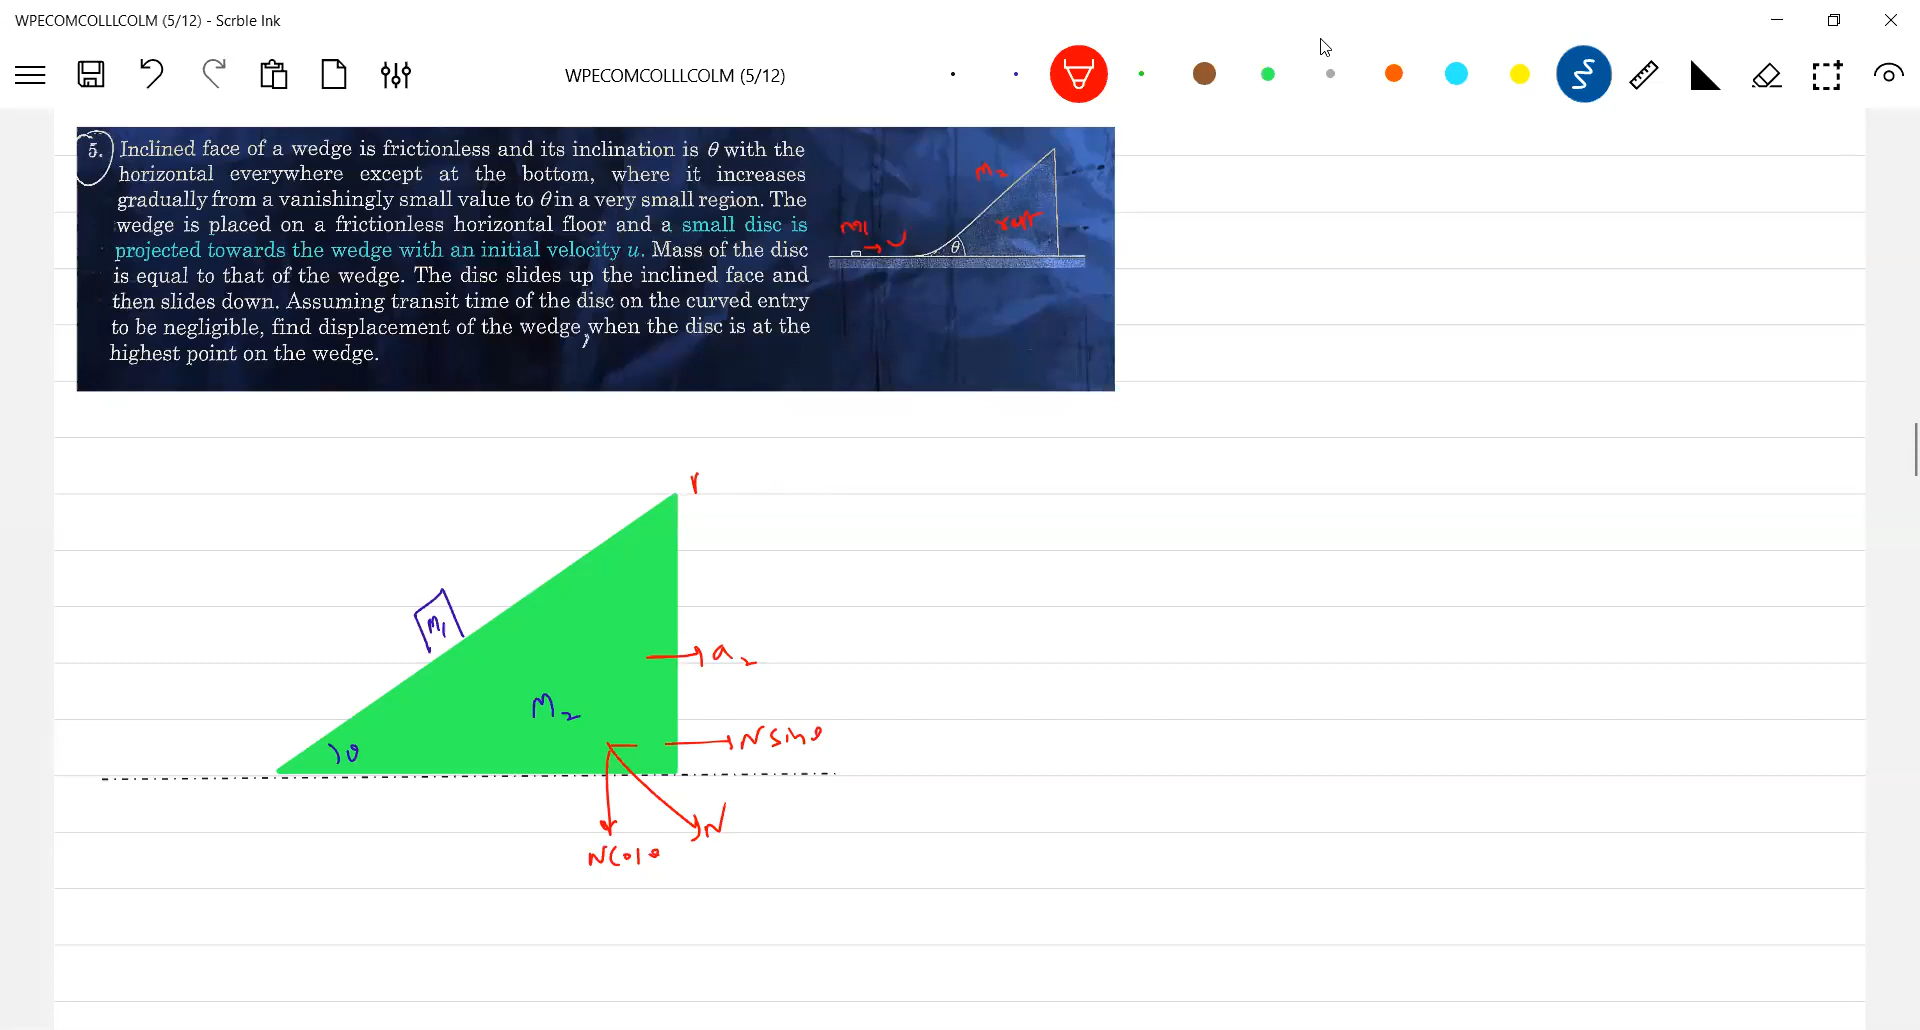 WPECOMCOLLLCOLM (5/12) - Scrble Ink
WPECOMCOLLLCOLM (5/12)
5. Inclined face of a wedge is frictionless and its inclination is θ with the
horizontal everywhere except at the bottom, where it increases
gradually from a vanishingly small value to θ in a very small region. The
wedge is placed on a frictionless horizontal floor and a small disc is
projected towards the wedge with an initial velocity u. Mass of the disc
is equal to that of the wedge. The disc slides up the inclined face and
then slides down. Assuming transit time of the disc on the curved entry
to be negligible, find displacement of the wedge, when the disc is at the
highest point on the wedge.
m2
m1
rest
θ
m1
a2
M2
θ
N sinθ
N
N cosθ